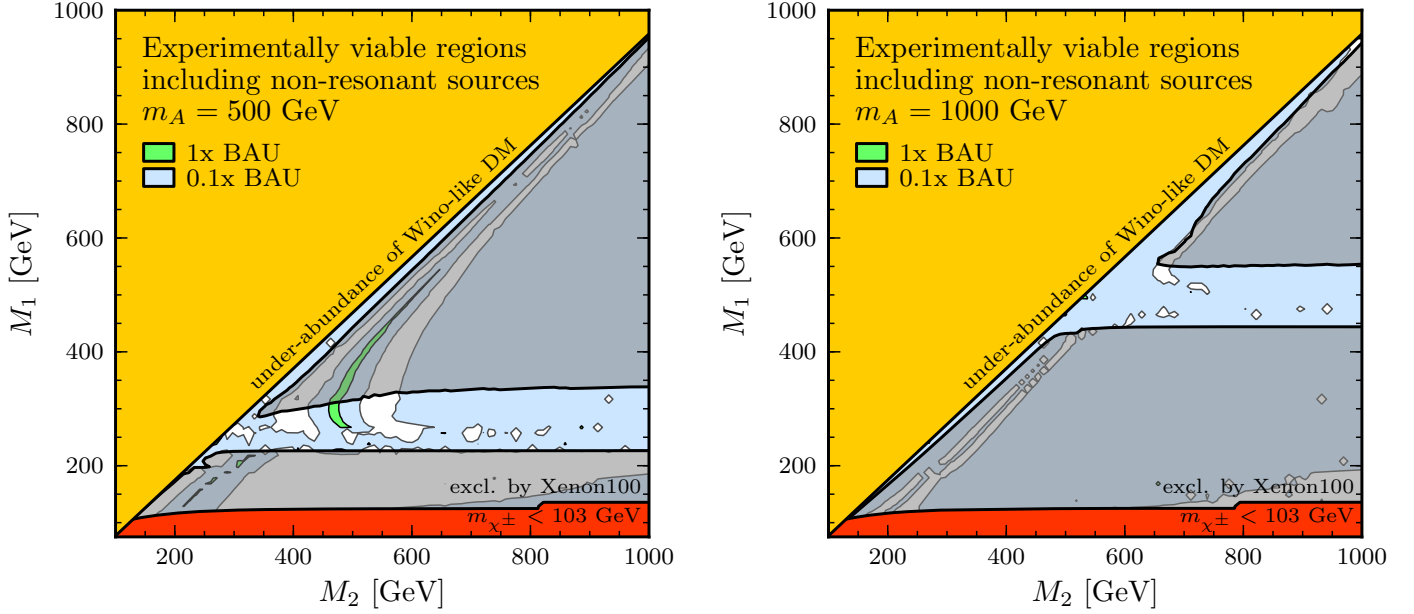 1000
800
600
400
200
M₁ [GeV]
Experimentally viable regions
including non-resonant sources
m_A = 500 GeV
1x BAU
0.1x BAU
under-abundance of Wino-like DM
excl. by Xenon100
m_χ± < 103 GeV
200
400
600
800
1000
M₂ [GeV]
1000
800
600
400
200
M₁ [GeV]
Experimentally viable regions
including non-resonant sources
m_A = 1000 GeV
1x BAU
0.1x BAU
under-abundance of Wino-like DM
excl. by Xenon100
m_χ± < 103 GeV
200
400
600
800
1000
M₂ [GeV]